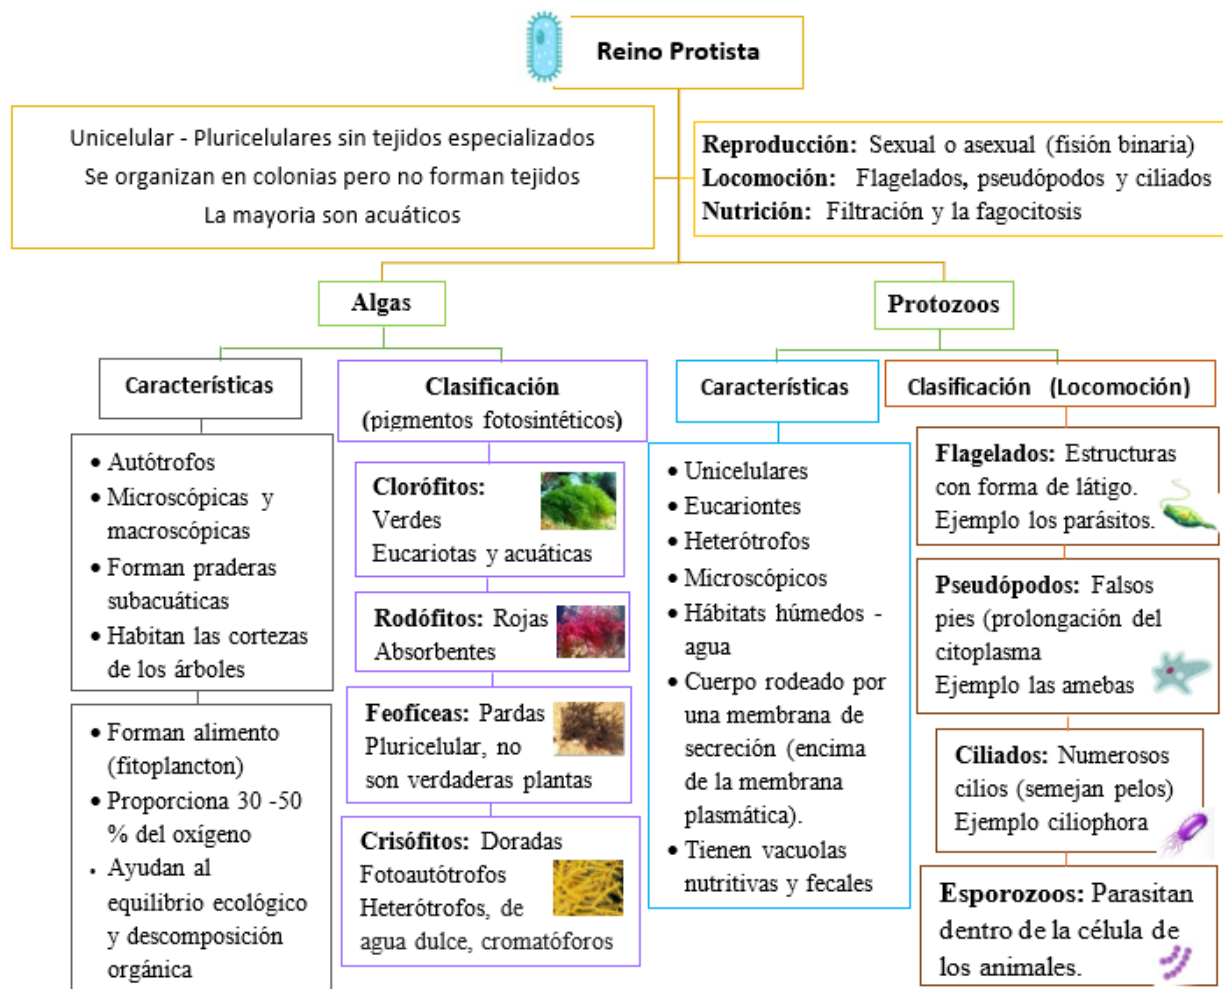 Reino Protista
Unicelular - Pluricelulares sin tejidos especializados
Se organizan en colonias pero no forman tejidos
La mayoria son acuáticos
Reproducción: Sexual o asexual (fisión binaria)
Locomoción: Flagelados, pseudópodos y ciliados
Nutrición: Filtración y la fagocitosis
Algas
Protozoos
Características
• Autótrofos
• Microscópicas y
macroscópicas
• Forman praderas
subacuáticas
• Habitan las cortezas
de los árboles
• Forman alimento
(fitoplancton)
• Proporciona 30 -50
% del oxígeno
• Ayudan al
equilibrio ecológico
y descomposición
orgánica
Clasificación
(pigmentos fotosintéticos)
Clorófitos:
Verdes
Eucariotas y acuáticas
Rodófitos: Rojas
Absorbentes
Feofíceas: Pardas
Pluricelular, no
son verdaderas plantas
Crisófitos: Doradas
Fotoautótrofos
Heterótrofos, de
agua dulce, cromatóforos
Características
• Unicelulares
• Eucariontes
• Heterótrofos
• Microscópicos
• Hábitats húmedos -
agua
• Cuerpo rodeado por
una membrana de
secreción (encima
de la membrana
plasmática).
• Tienen vacuolas
nutritivas y fecales
Clasificación (Locomoción)
Flagelados: Estructuras
con forma de látigo.
Ejemplo los parásitos.
Pseudópodos: Falsos
pies (prolongación del
citoplasma
Ejemplo las amebas
Ciliados: Numerosos
cilios (semejan pelos)
Ejemplo ciliophora
Esporozoos: Parasitan
dentro de la célula de
los animales.